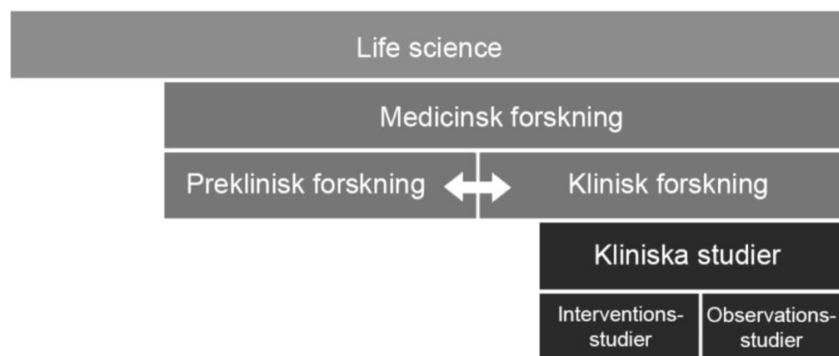 Life science
Medicinsk forskning
Preklinisk forskning
Klinisk forskning
Kliniska studier
Interventions-
studier
Observations-
studier